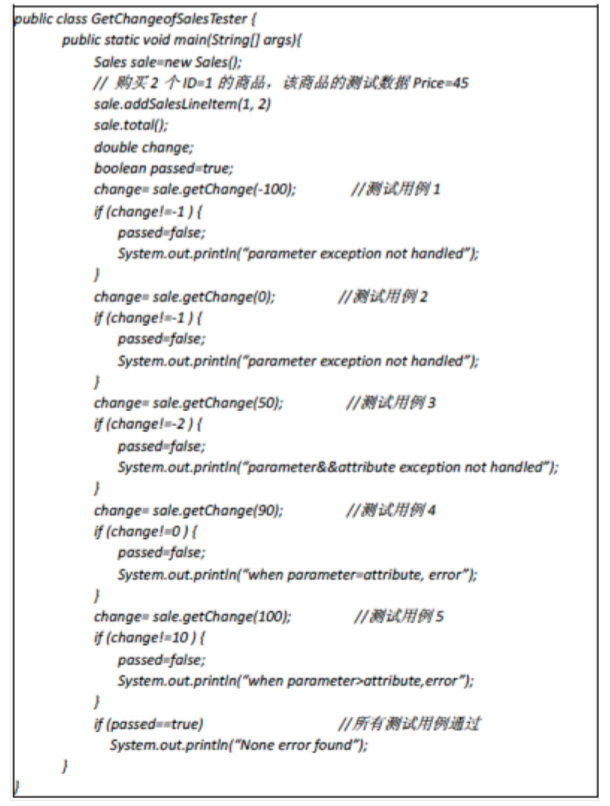 public class GetChangeofSalesTester {
public static void main(String[] args){
Sales sale=new Sales();
// 购买 2 个 ID=1 的商品，该商品的测试数据 Price=45
sale.addSalesLineItem(1, 2)
sale.total();
double change;
boolean passed=true;
change= sale.getChange(-100); //测试用例 1
if (change!=-1 ) {
passed=false;
System.out.println(“parameter exception not handled”);
}
change= sale.getChange(0); //测试用例 2
if (change!=-1 ) {
passed=false;
System.out.println(“parameter exception not handled”);
}
change= sale.getChange(50); //测试用例 3
if (change!=-2 ) {
passed=false;
System.out.println(“parameter&&attribute exception not handled”);
}
change= sale.getChange(90); //测试用例 4
if (change!=0 ) {
passed=false;
System.out.println(“when parameter=attribute, error”);
}
change= sale.getChange(100); //测试用例 5
if (change!=10 ) {
passed=false;
System.out.println(“when parameter>attribute,error”);
}
if (passed==true) //所有测试用例通过
System.out.println(“None error found”);
}
}